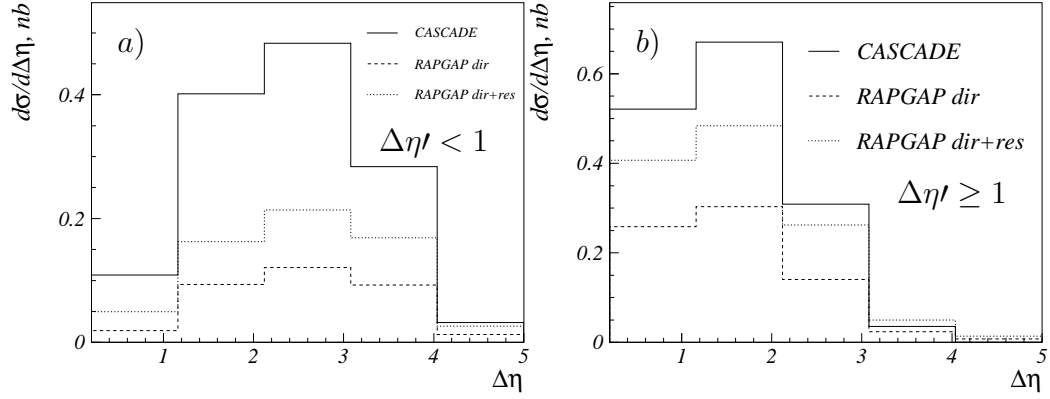 dσ/dΔη, nb
a)
CASCADE
RAPGAP dir
RAPGAP dir+res
Δη′ < 1
0.4
0.2
0
1 2 3 4 5
Δη
dσ/dΔη, nb
b)
CASCADE
RAPGAP dir
RAPGAP dir+res
Δη′ ≥ 1
0.6
0.4
0.2
0
1 2 3 4 5
Δη